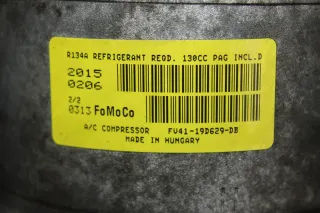 R134A REFRIGERANT REQD. 130CC PAG INCL.D
2015
0206
2/2
0313 FoMoCo
A/C COMPRESSOR FV41-19D629-DB
MADE IN HUNGARY